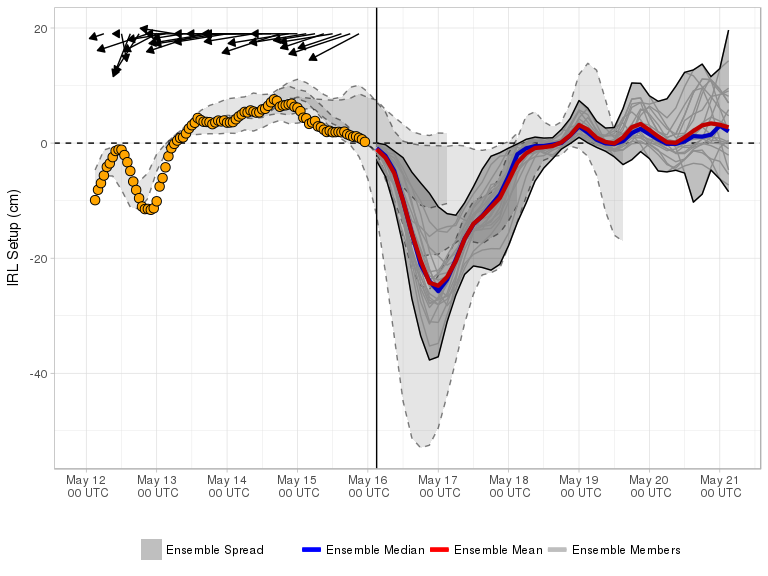 20
0
-20
-40
IRL Setup (cm)
May 12 May 13 May 14 May 15 May 16 May 17 May 18 May 19 May 20 May 21
00 UTC 00 UTC 00 UTC 00 UTC 00 UTC 00 UTC 00 UTC 00 UTC 00 UTC 00 UTC
Ensemble Spread Ensemble Median Ensemble Mean Ensemble Members